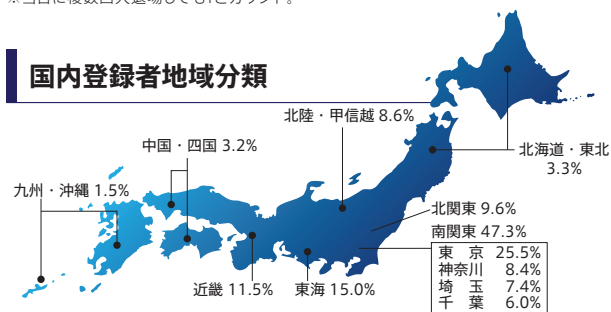 ※当日に複数回入退場しても1とカウント。
国内登録者地域分類
北陸・甲信越 8.6%
中国・四国 3.2%
北海道・東北
3.3%
九州・沖縄 1.5%
北関東 9.6%
南関東 47.3%
東　京 25.5%
神奈川 8.4%
埼　玉 7.4%
千　葉 6.0%
近畿 11.5%
東海 15.0%